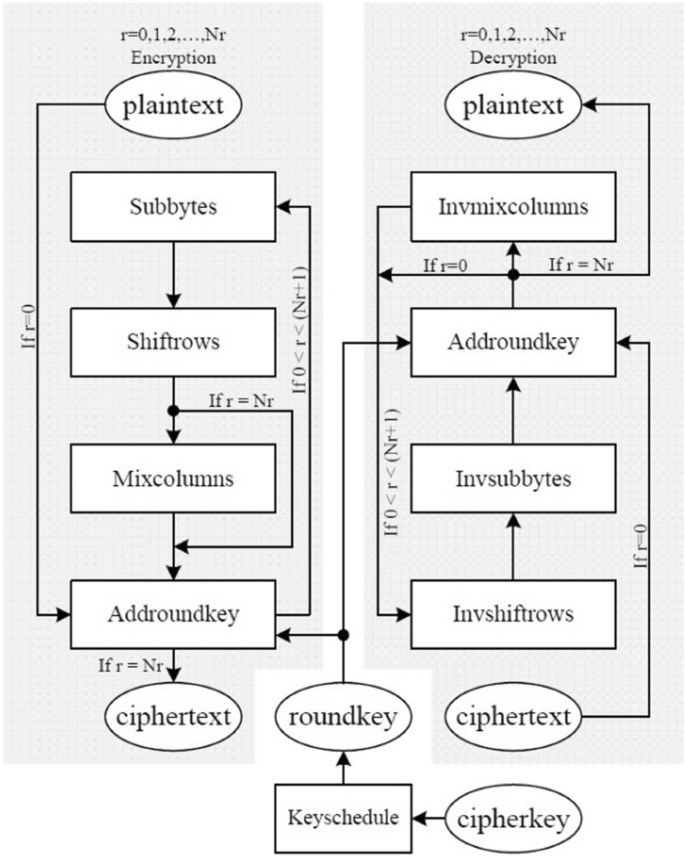 r=0,1,2,…,Nr
Encryption
plaintext
Subbytes
If 0 < r < (Nr+1)
If r=0
Shiftrows
If r = Nr
Mixcolumns
Addroundkey
If r = Nr
ciphertext
r=0,1,2,…,Nr
Decryption
plaintext
Invmixcolumns
If r=0
If r = Nr
Addroundkey
If 0 < r < (Nr+1)
Invsubbytes
If r=0
Invshiftrows
roundkey
ciphertext
Keyschedule
cipherkey